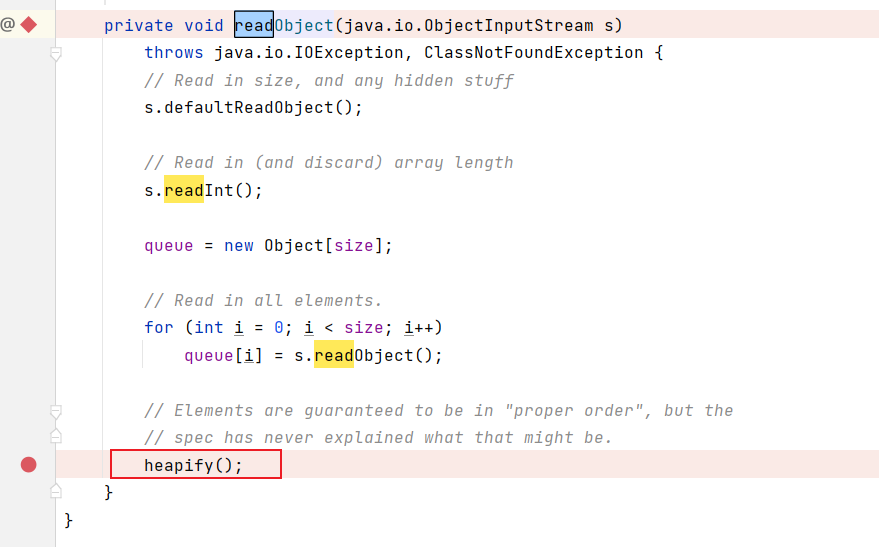 @ private void readObject(java.io.ObjectInputStream s)
throws java.io.IOException, ClassNotFoundException {
// Read in size, and any hidden stuff
s.defaultReadObject();
// Read in (and discard) array length
s.readInt();
queue = new Object[size];
// Read in all elements.
for (int i = 0; i < size; i++)
queue[i] = s.readObject();
// Elements are guaranteed to be in "proper order", but the
// spec has never explained what that might be.
heapify();
}
}